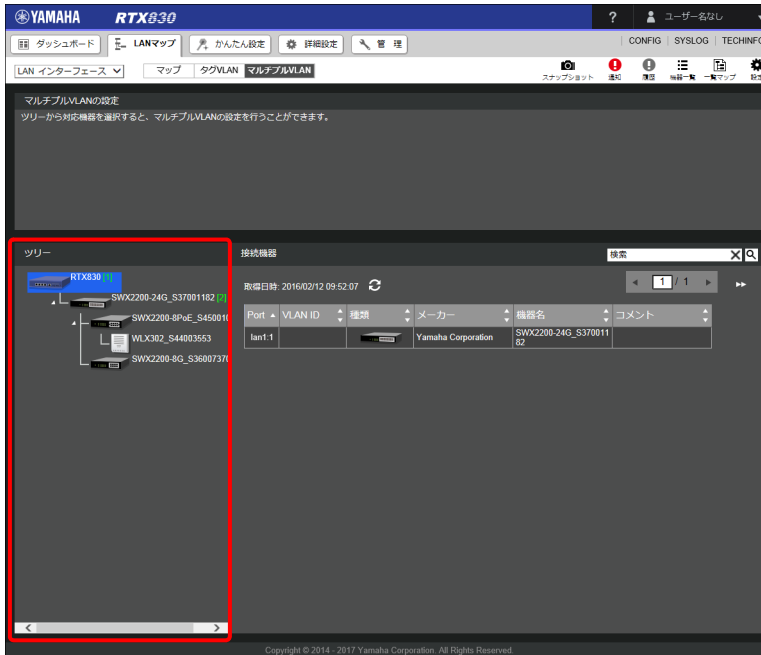 YAMAHA RTX830 ? ユーザー名なし
ダッシュボード LANマップ かんたん設定 詳細設定 管 理 CONFIG SYSLOG TECHINFO
LAN インターフェース マップ タグVLAN マルチプルVLAN スナップショット 通知 履歴 機器一覧 一覧マップ 設定
マルチプルVLANの設定
ツリーから対応機器を選択すると、マルチプルVLANの設定を行うことができます。
ツリー
RTX830 [1]
SWX2200-24G_S37001182 [2]
SWX2200-8PoE_S450010
WLX302_S44003553
SWX2200-8G_S36007370
接続機器 検索
取得日時: 2016/02/12 09:52:07 1 / 1
Port VLAN ID 種類 メーカー 機器名 コメント
lan1:1 Yamaha Corporation SWX2200-24G_S370011
82
Copyright © 2014 - 2017 Yamaha Corporation. All Rights Reserved.